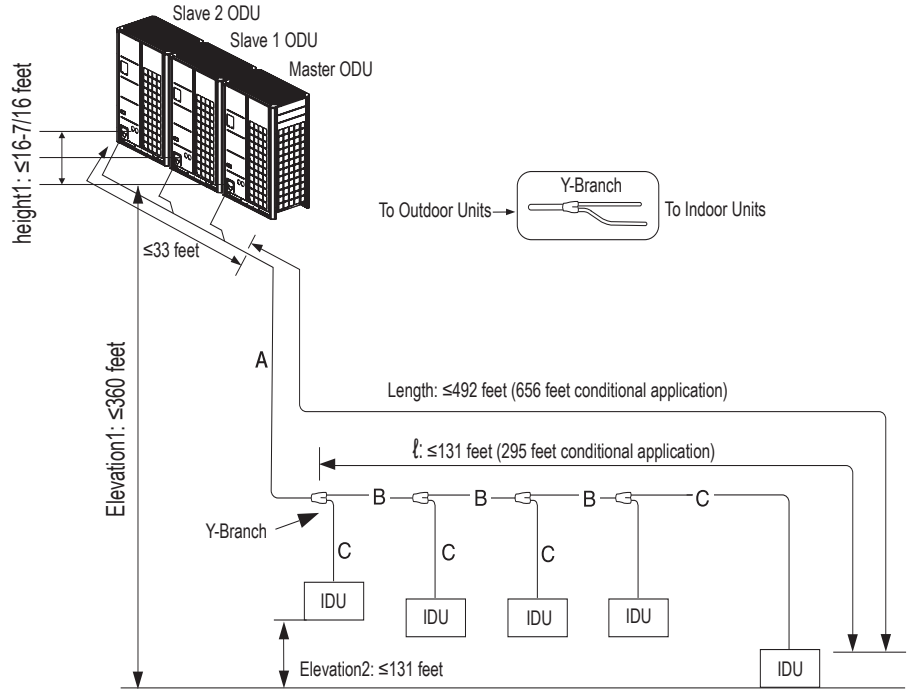 Slave 2 ODU
Slave 1 ODU
Master ODU
height1: ≤16-7/16 feet
≤33 feet
Y-Branch
To Outdoor Units
To Indoor Units
Elevation1: ≤360 feet
A
Length: ≤492 feet (656 feet conditional application)
ℓ: ≤131 feet (295 feet conditional application)
B
B
B
C
Y-Branch
C
C
C
IDU
IDU
IDU
IDU
IDU
Elevation2: ≤131 feet